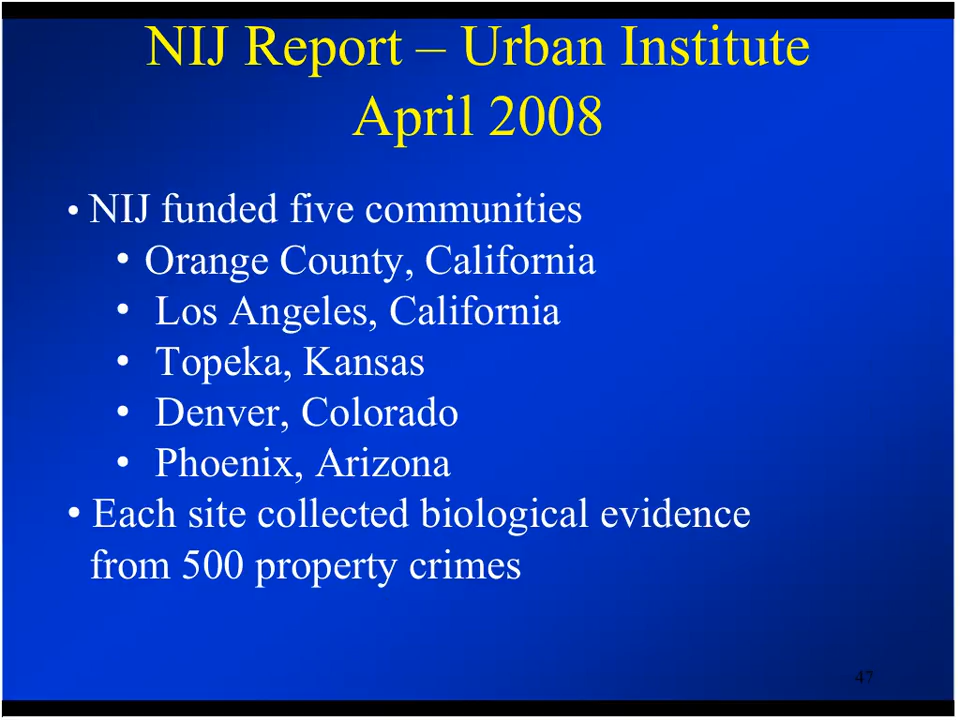 NIJ Report – Urban Institute
April 2008
• NIJ funded five communities
• Orange County, California
• Los Angeles, California
• Topeka, Kansas
• Denver, Colorado
• Phoenix, Arizona
• Each site collected biological evidence
from 500 property crimes
47